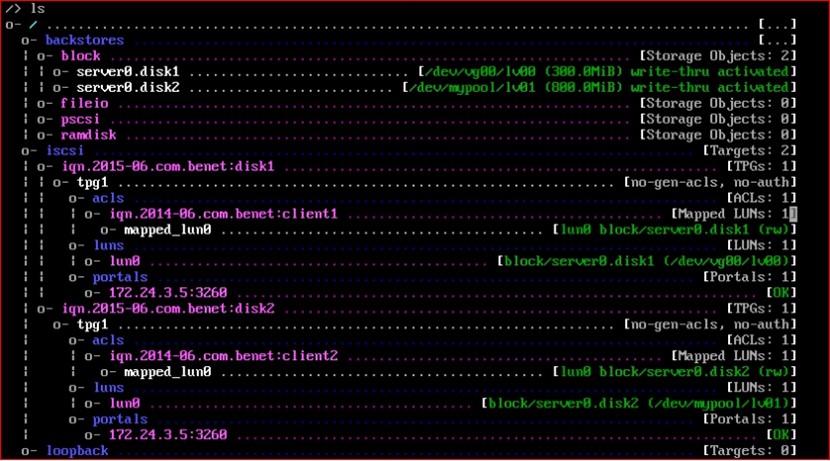 /> ls
o- / ..................................................................................... [...]
  o- backstores .......................................................................... [...]
  | o- block .............................................................. [Storage Objects: 2]
  | | o- server0.disk1 ............................. [/dev/vg00/lv00 (300.0MiB) write-thru activated]
  | | o- server0.disk2 ........................... [/dev/mypool/lv01 (800.0MiB) write-thru activated]
  | o- fileio ............................................................. [Storage Objects: 0]
  | o- pscsi .............................................................. [Storage Objects: 0]
  | o- ramdisk ............................................................ [Storage Objects: 0]
  o- iscsi ........................................................................ [Targets: 2]
  | o- iqn.2015-06.com.benet:disk1 ................................................... [TPGs: 1]
  | | o- tpg1 ....................................................... [no-gen-acls, no-auth]
  | |   o- acls ...................................................................... [ACLs: 1]
  | |   | o- iqn.2014-06.com.benet:client1 ................................... [Mapped LUNs: 1]
  | |   |   o- mapped_lun0 ......................................... [lun0 block/server0.disk1 (rw)]
  | |   o- luns ...................................................................... [LUNs: 1]
  | |   | o- lun0 ............................................ [block/server0.disk1 (/dev/vg00/lv00)]
  | |   o- portals ................................................................ [Portals: 1]
  | |     o- 172.24.3.5:3260 ............................................................. [OK]
  | o- iqn.2015-06.com.benet:disk2 ................................................... [TPGs: 1]
  |   o- tpg1 ....................................................... [no-gen-acls, no-auth]
  |     o- acls ...................................................................... [ACLs: 1]
  |     | o- iqn.2014-06.com.benet:client2 ................................... [Mapped LUNs: 1]
  |     |   o- mapped_lun0 ......................................... [lun0 block/server0.disk2 (rw)]
  |     o- luns ...................................................................... [LUNs: 1]
  |     | o- lun0 .......................................... [block/server0.disk2 (/dev/mypool/lv01)]
  |     o- portals ................................................................ [Portals: 1]
  |       o- 172.24.3.5:3260 ............................................................. [OK]
  o- loopback ..................................................................... [Targets: 0]